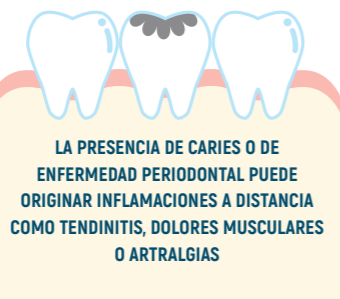 LA PRESENCIA DE CARIES O DE
ENFERMEDAD PERIODONTAL PUEDE
ORIGINAR INFLAMACIONES A DISTANCIA
COMO TENDINITIS, DOLORES MUSCULARES
O ARTRALGIAS